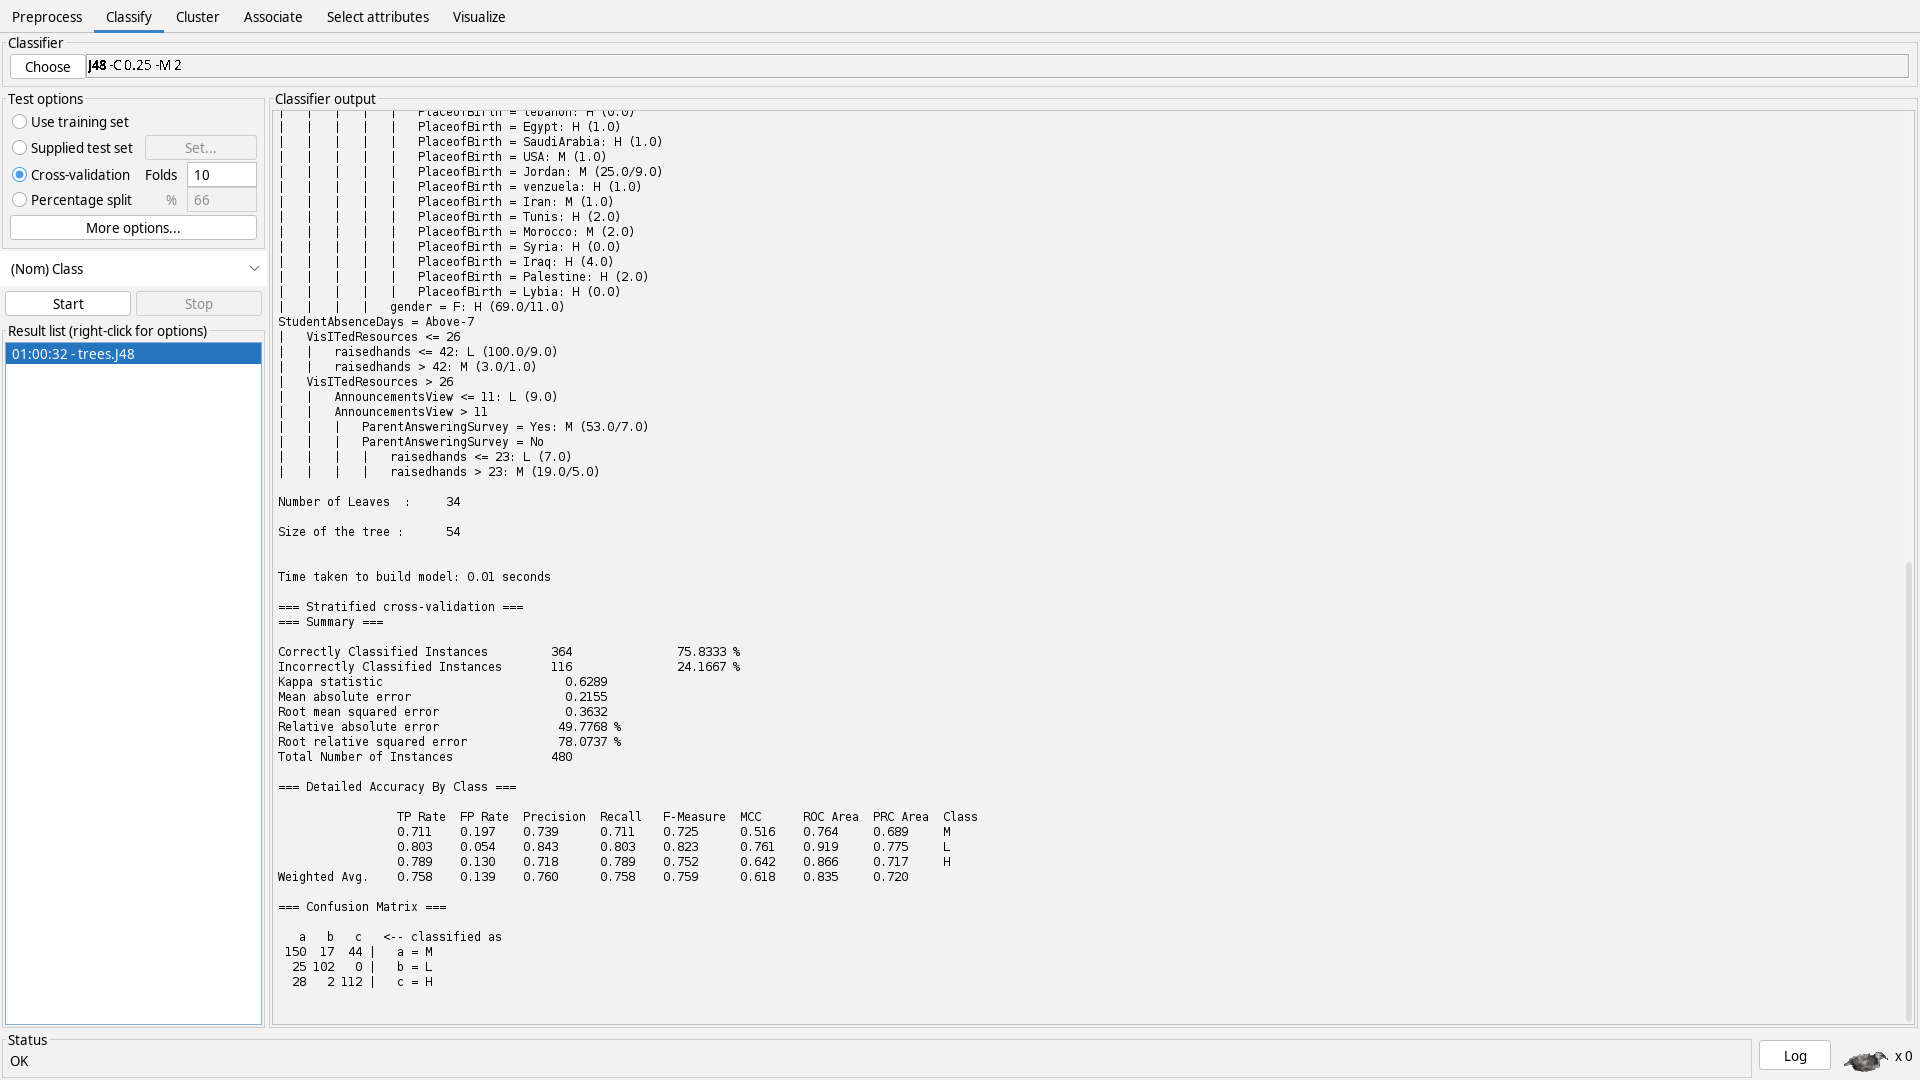 Preprocess Classify Cluster Associate Select attributes Visualize
Classifier
Choose J48 -C 0.25 -M 2
Test options
Use training set
Supplied test set Set...
Cross-validation Folds 10
Percentage split % 66
More options...
(Nom) Class
Start Stop
Result list (right-click for options)
01:00:32 - trees.J48
Classifier output
| | | | | PlaceofBirth = lebanon: H (0.0)
| | | | | PlaceofBirth = Egypt: H (1.0)
| | | | | PlaceofBirth = SaudiArabia: H (1.0)
| | | | | PlaceofBirth = USA: M (1.0)
| | | | | PlaceofBirth = Jordan: M (25.0/9.0)
| | | | | PlaceofBirth = venzuela: H (1.0)
| | | | | PlaceofBirth = Iran: M (1.0)
| | | | | PlaceofBirth = Tunis: H (2.0)
| | | | | PlaceofBirth = Morocco: M (2.0)
| | | | | PlaceofBirth = Syria: H (0.0)
| | | | | PlaceofBirth = Iraq: H (4.0)
| | | | | PlaceofBirth = Palestine: H (2.0)
| | | | | PlaceofBirth = Lybia: H (0.0)
| | | | gender = F: H (69.0/11.0)
StudentAbsenceDays = Above-7
| VisITedResources <= 26
| | raisedhands <= 42: L (100.0/9.0)
| | raisedhands > 42: M (3.0/1.0)
| VisITedResources > 26
| | AnnouncementsView <= 11: L (9.0)
| | AnnouncementsView > 11
| | | ParentAnsweringSurvey = Yes: M (53.0/7.0)
| | | ParentAnsweringSurvey = No
| | | | raisedhands <= 23: L (7.0)
| | | | raisedhands > 23: M (19.0/5.0)
Number of Leaves : 34
Size of the tree : 54
Time taken to build model: 0.01 seconds
=== Stratified cross-validation ===
=== Summary ===
Correctly Classified Instances 364 75.8333 %
Incorrectly Classified Instances 116 24.1667 %
Kappa statistic 0.6289
Mean absolute error 0.2155
Root mean squared error 0.3632
Relative absolute error 49.7768 %
Root relative squared error 78.0737 %
Total Number of Instances 480
=== Detailed Accuracy By Class ===
TP Rate FP Rate Precision Recall F-Measure MCC ROC Area PRC Area Class
0.711 0.197 0.739 0.711 0.725 0.516 0.764 0.689 M
0.803 0.054 0.843 0.803 0.823 0.761 0.919 0.775 L
0.789 0.130 0.718 0.789 0.752 0.642 0.866 0.717 H
Weighted Avg. 0.758 0.139 0.760 0.758 0.759 0.618 0.835 0.720
=== Confusion Matrix ===
a b c <-- classified as
150 17 44 | a = M
25 102 0 | b = L
28 2 112 | c = H
Status
OK
Log
x 0